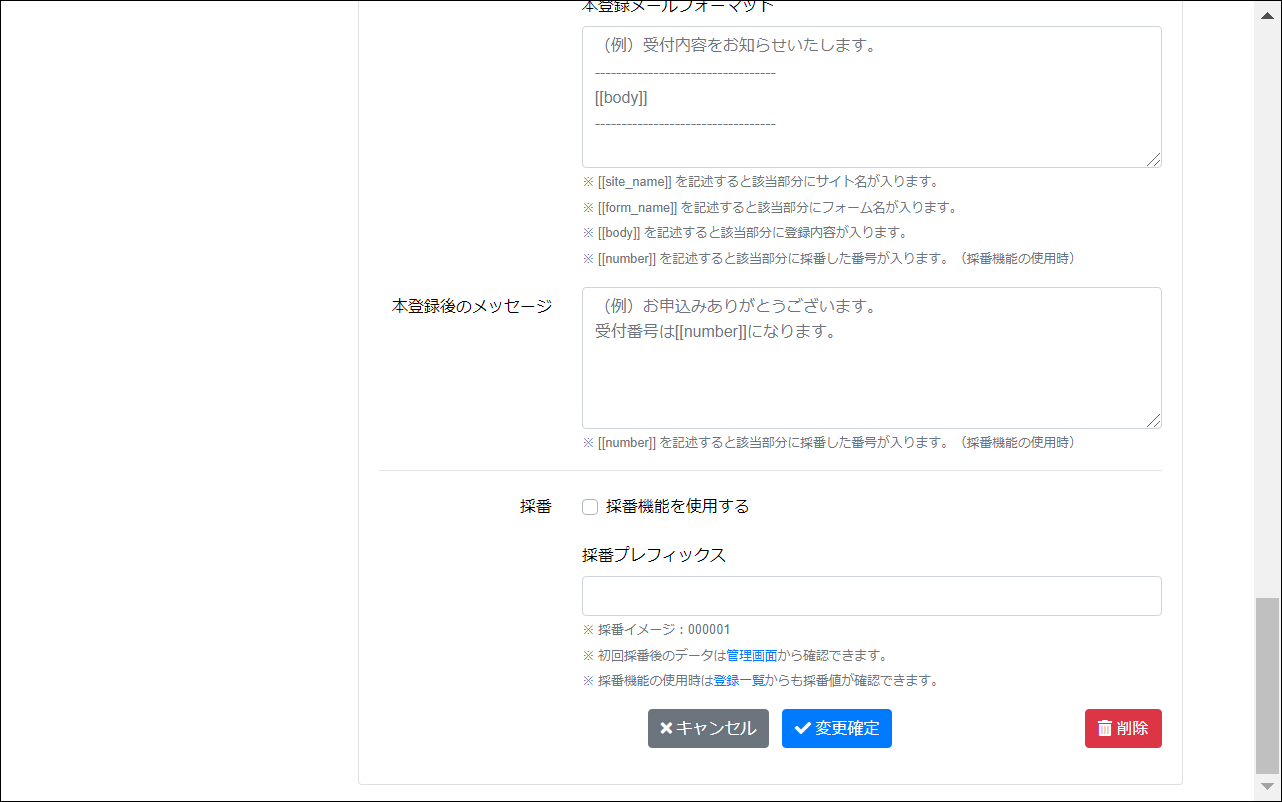 本登録メールフォーマット
（例）受付内容をお知らせいたします。
----------------------------------
[[body]]
----------------------------------
※ [[site_name]] を記述すると該当部分にサイト名が入ります。
※ [[form_name]] を記述すると該当部分にフォーム名が入ります。
※ [[body]] を記述すると該当部分に登録内容が入ります。
※ [[number]] を記述すると該当部分に採番した番号が入ります。（採番機能の使用時）
本登録後のメッセージ
（例）お申込みありがとうございます。
受付番号は[[number]]になります。
※ [[number]] を記述すると該当部分に採番した番号が入ります。（採番機能の使用時）
採番 採番機能を使用する
採番プレフィックス
※ 採番イメージ：000001
※ 初回採番後のデータは管理画面から確認できます。
※ 採番機能の使用時は登録一覧からも採番値が確認できます。
キャンセル 変更確定 削除